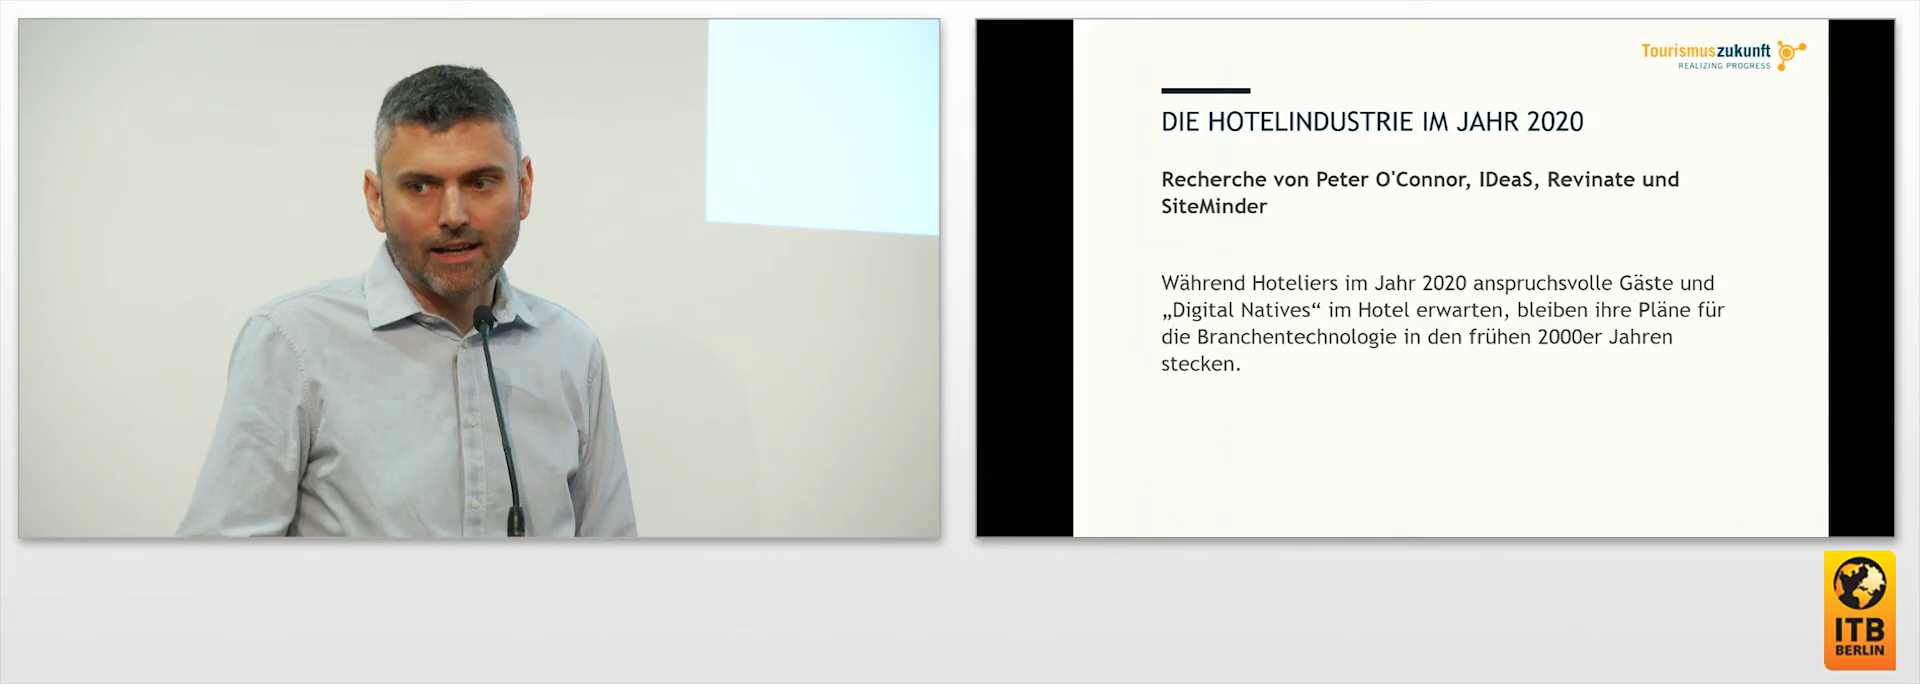 Tourismuszukunft
REALIZING PROGRESS
DIE HOTELINDUSTRIE IM JAHR 2020
Recherche von Peter O'Connor, IDeaS, Revinate und
SiteMinder
Während Hoteliers im Jahr 2020 anspruchsvolle Gäste und
„Digital Natives“ im Hotel erwarten, bleiben ihre Pläne für
die Branchentechnologie in den frühen 2000er Jahren
stecken.
ITB
BERLIN